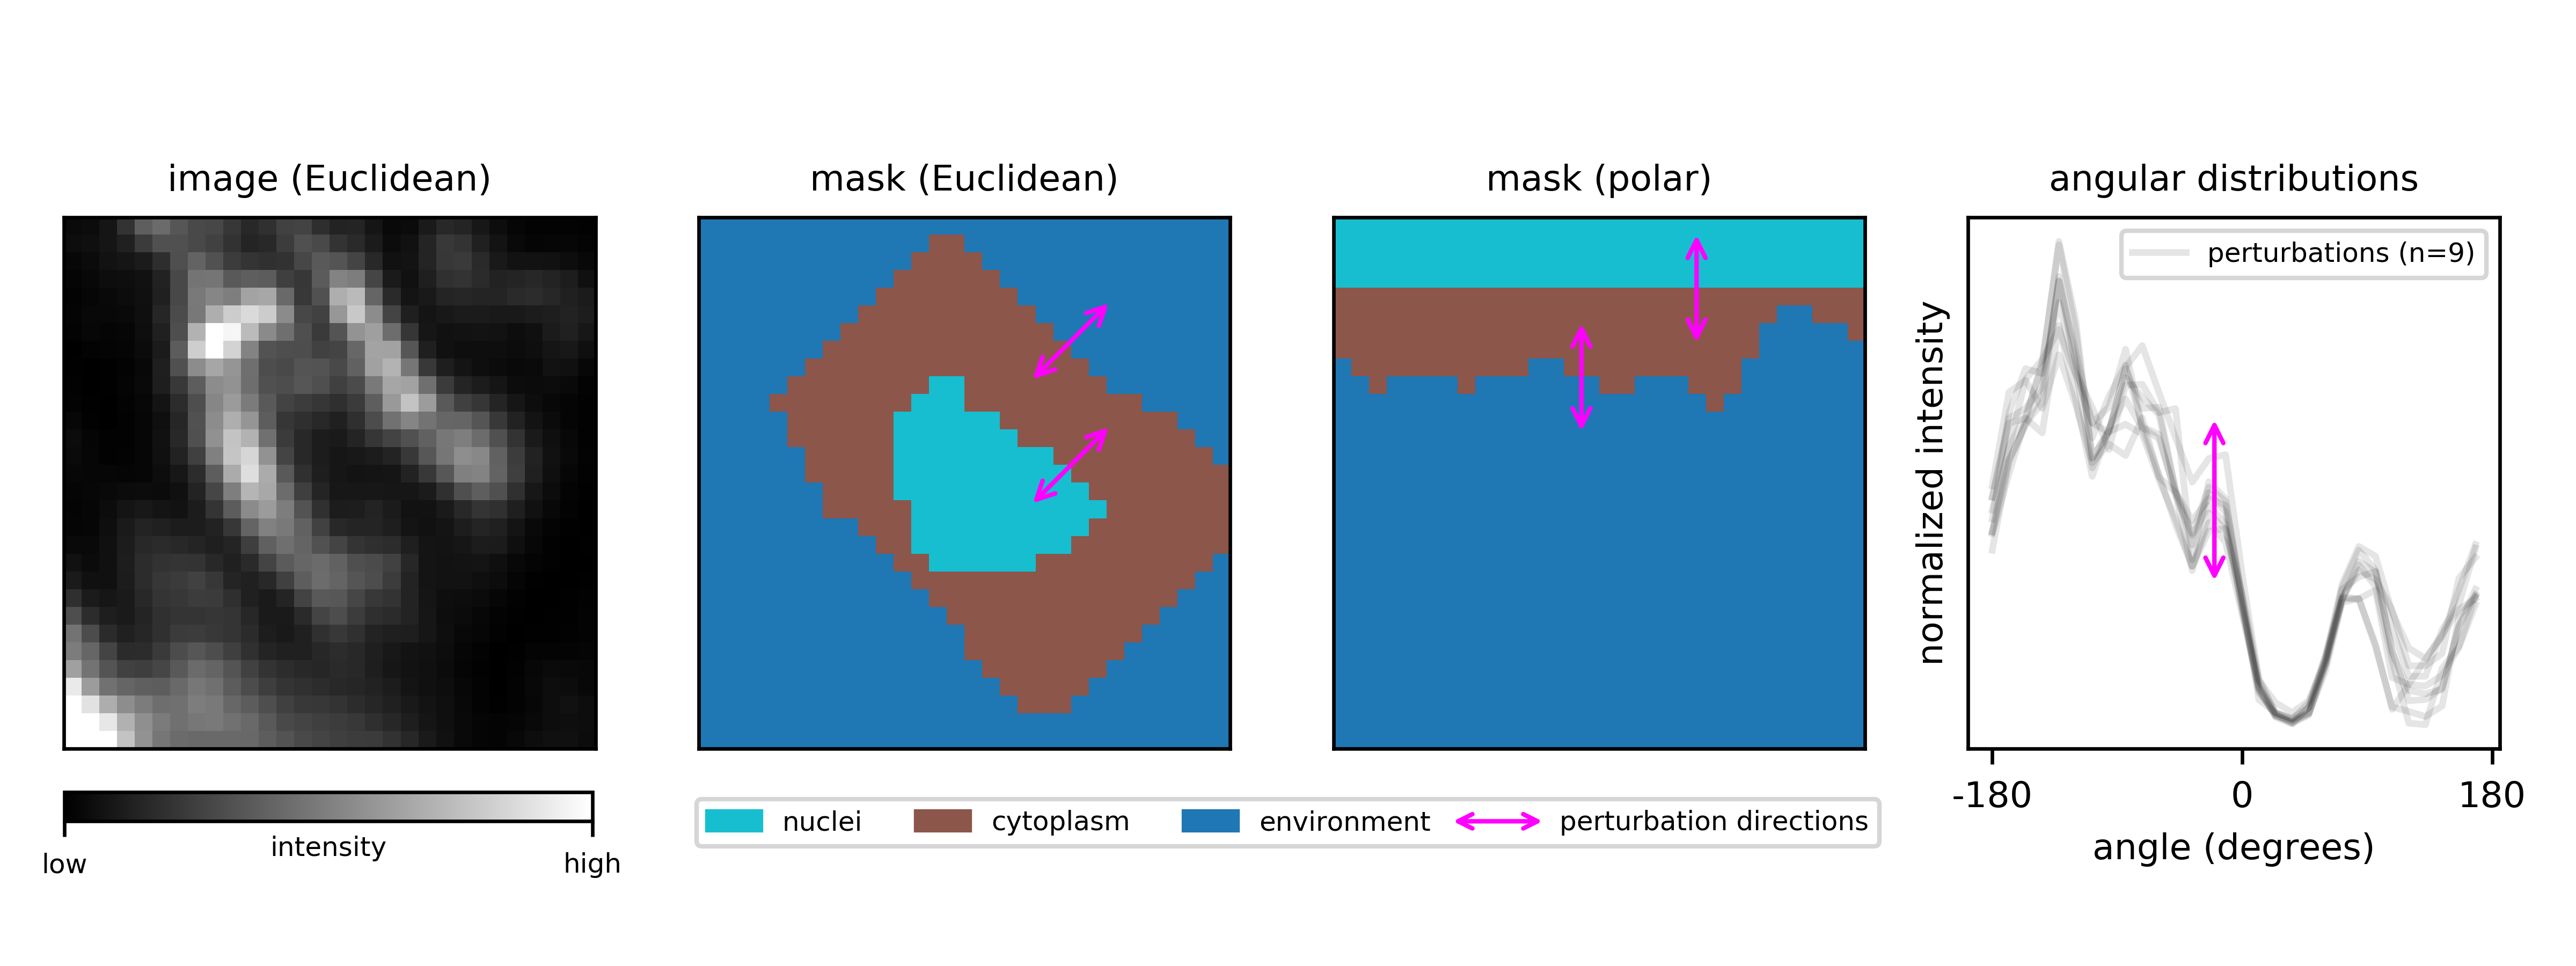 image (Euclidean)
mask (Euclidean)
mask (polar)
angular distributions
perturbations (n=9)
normalized intensity
-180
0
180
angle (degrees)
intensity
low
high
nuclei
cytoplasm
environment
perturbation directions